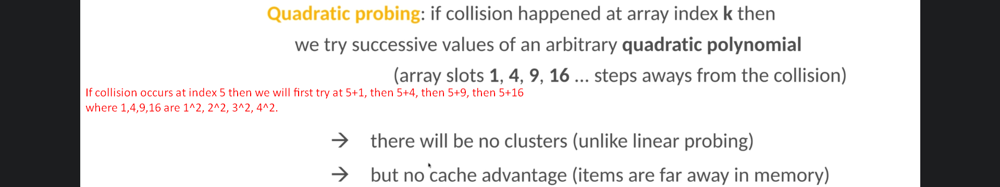 Quadratic probing: if collision happened at array index k then
we try successive values of an arbitrary quadratic polynomial
(array slots 1, 4, 9, 16 ... steps aways from the collision)
If collision occurs at index 5 then we will first try at 5+1, then 5+4, then 5+9, then 5+16
where 1,4,9,16 are 1^2, 2^2, 3^2, 4^2.
→ there will be no clusters (unlike linear probing)
→ but no cache advantage (items are far away in memory)